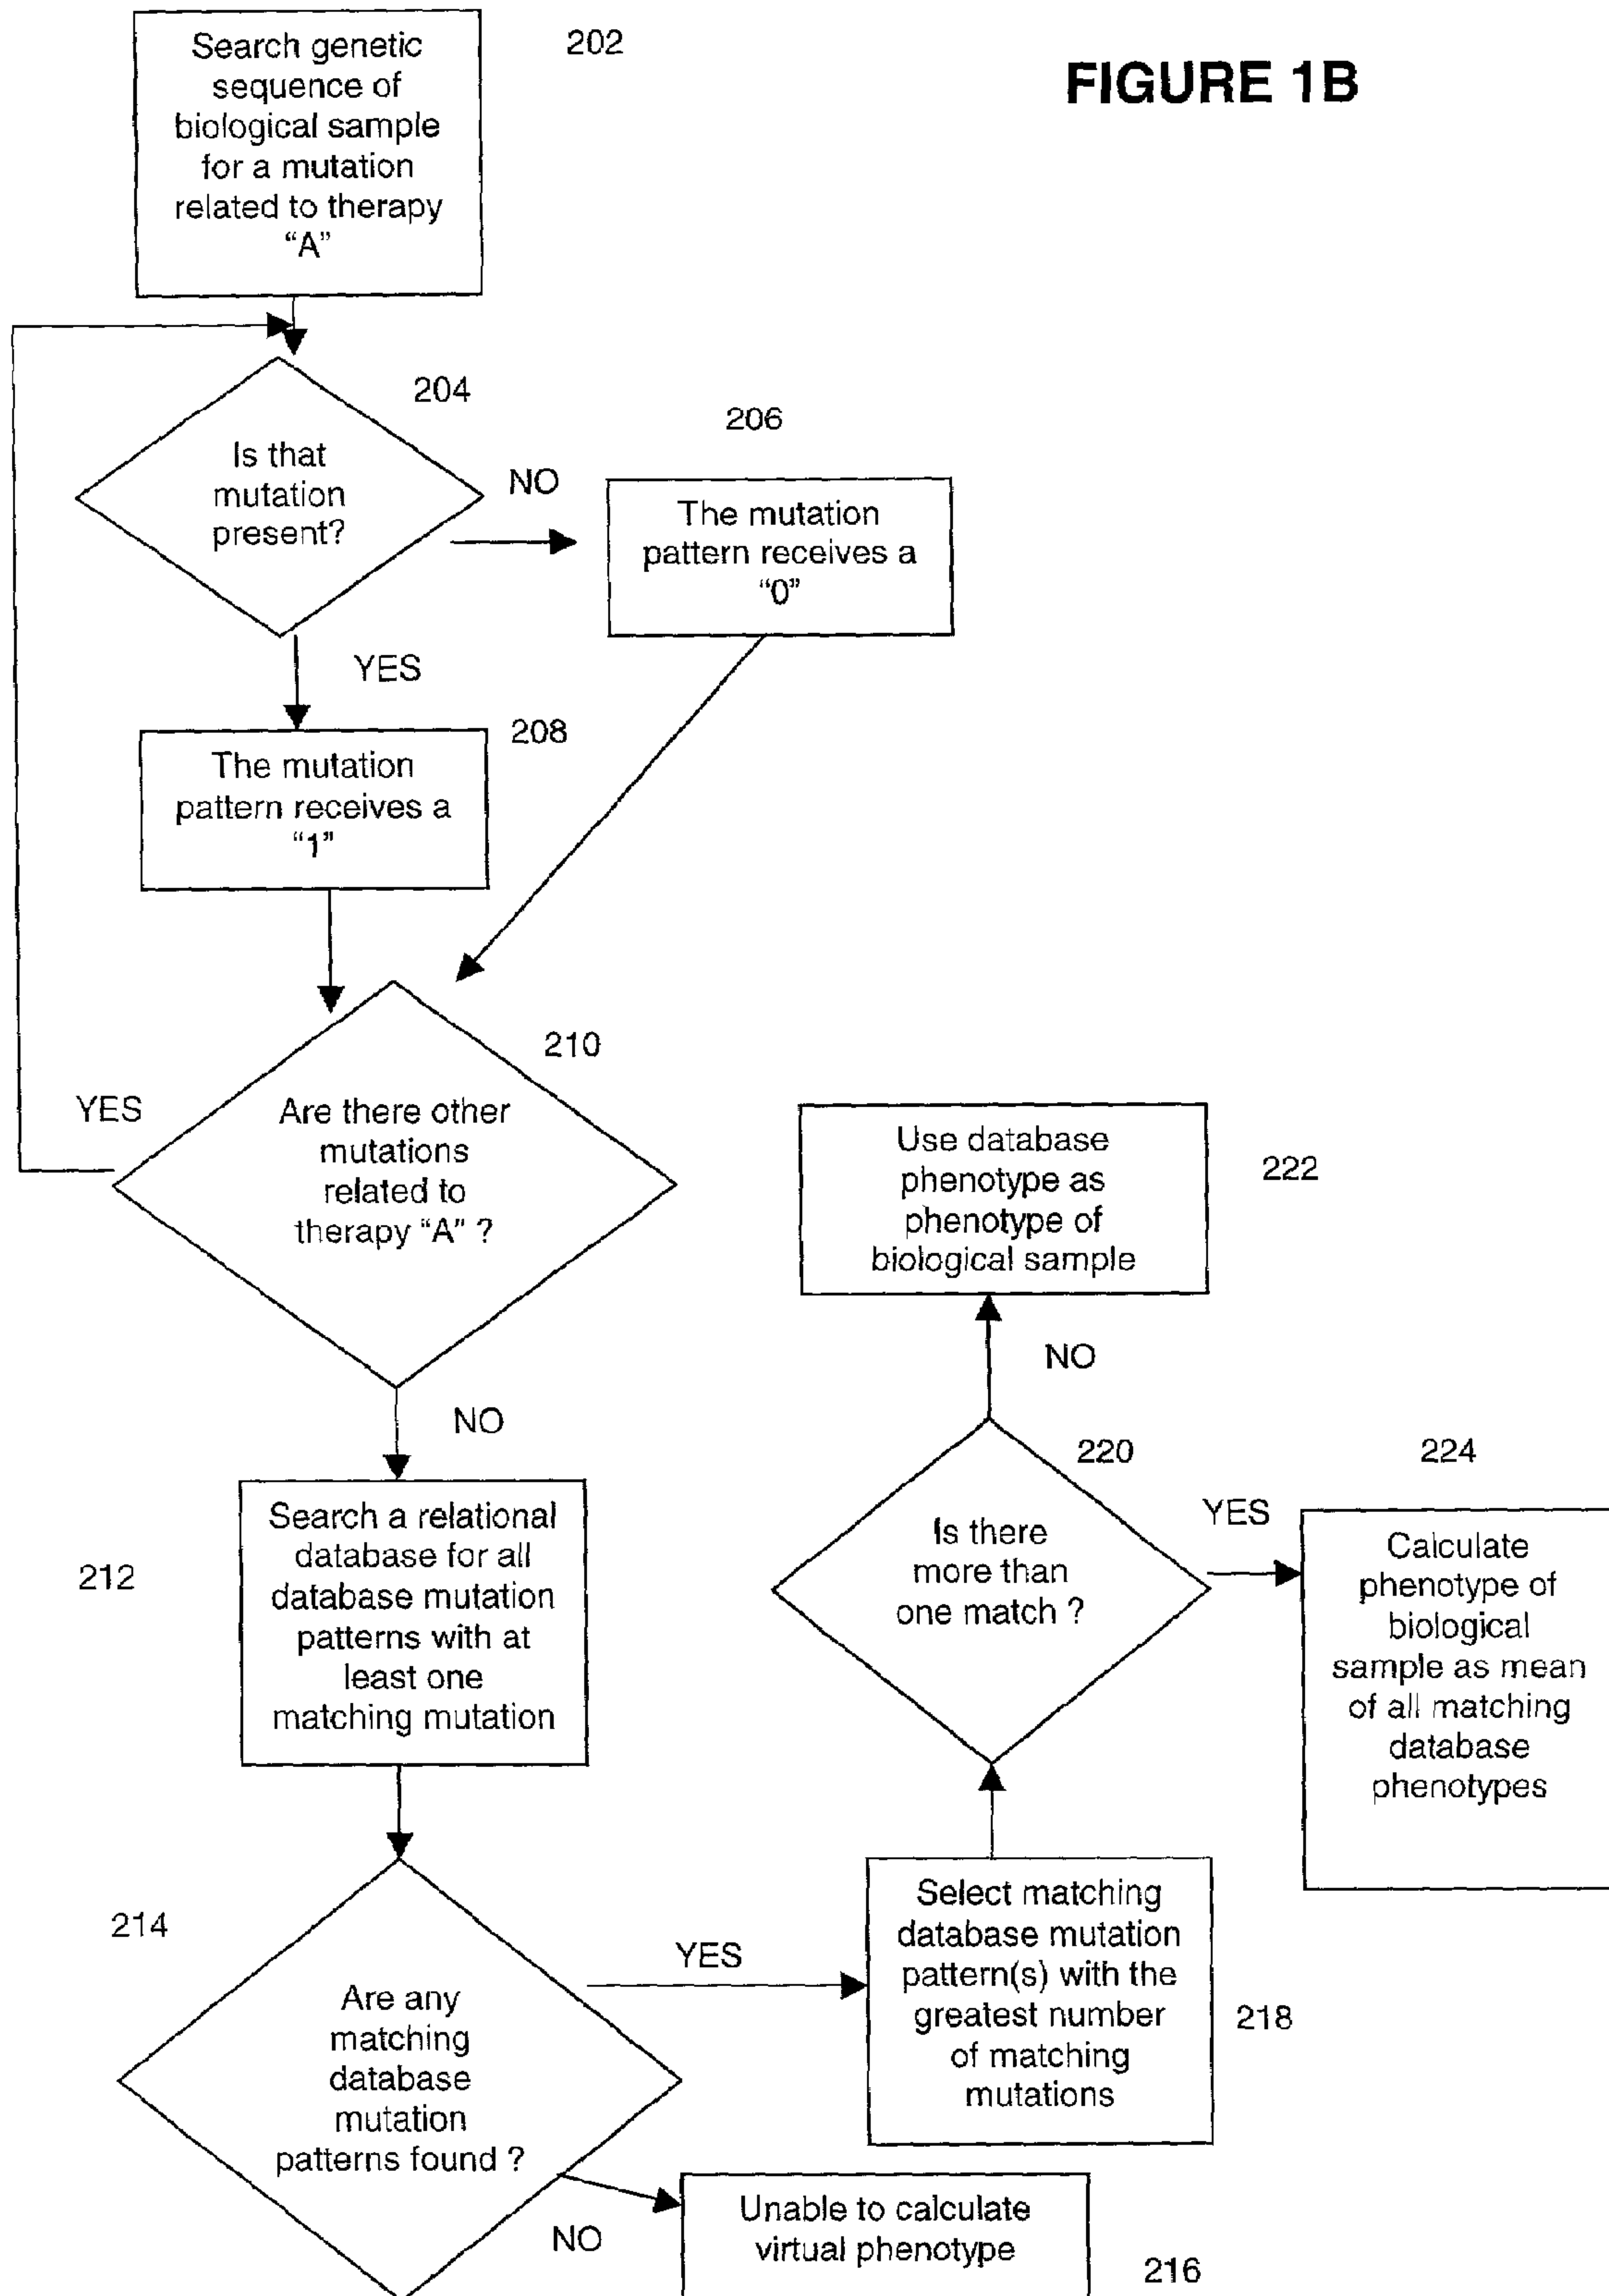 FIGURE 1B
Search genetic
sequence of
biological sample
for a mutation
related to therapy
“A”
202
Is that
mutation
present?
204
NO
206
The mutation
pattern receives a
“0”
YES
208
The mutation
pattern receives a
“1”
210
YES
Are there other
mutations
related to
therapy “A” ?
NO
212
Search a relational
database for all
database mutation
patterns with at
least one
matching mutation
214
Are any
matching
database
mutation
patterns found ?
NO
Unable to calculate
virtual phenotype
216
YES
Select matching
database mutation
pattern(s) with the
greatest number
of matching
mutations
218
220
Is there
more than
one match ?
NO
Use database
phenotype as
phenotype of
biological sample
222
YES
224
Calculate
phenotype of
biological
sample as mean
of all matching
database
phenotypes